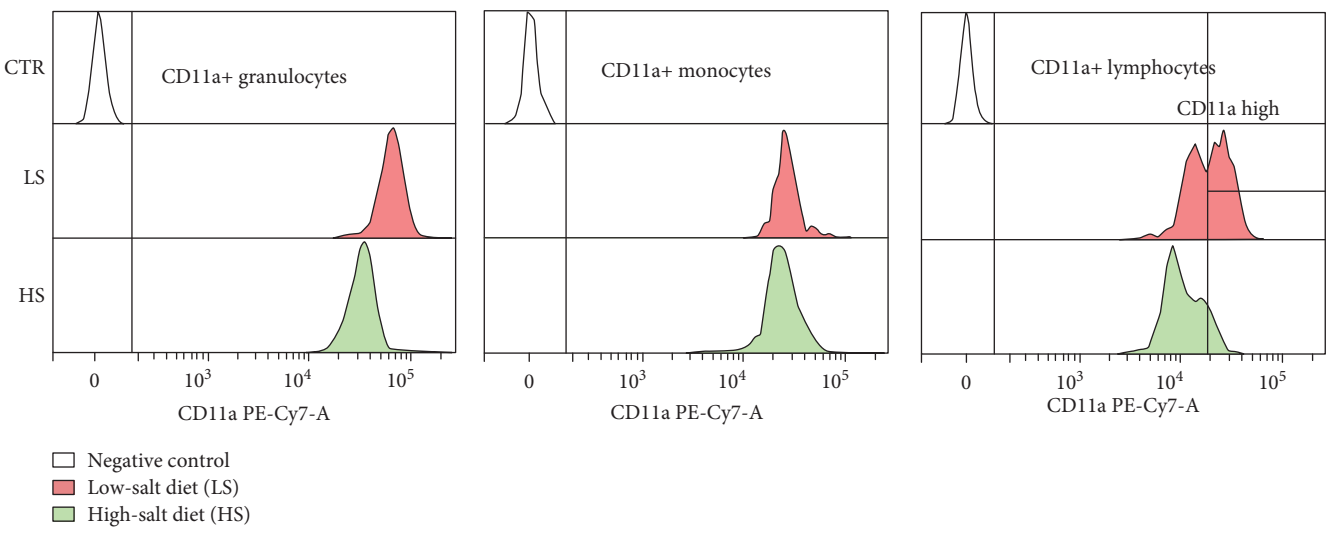 CTR
CD11a+ granulocytes
CD11a+ monocytes
CD11a+ lymphocytes
CD11a high
LS
HS
0 10³ 10⁴ 10⁵
0 10³ 10⁴ 10⁵
0 10³ 10⁴ 10⁵
CD11a PE-Cy7-A
CD11a PE-Cy7-A
CD11a PE-Cy7-A
Negative control
Low-salt diet (LS)
High-salt diet (HS)